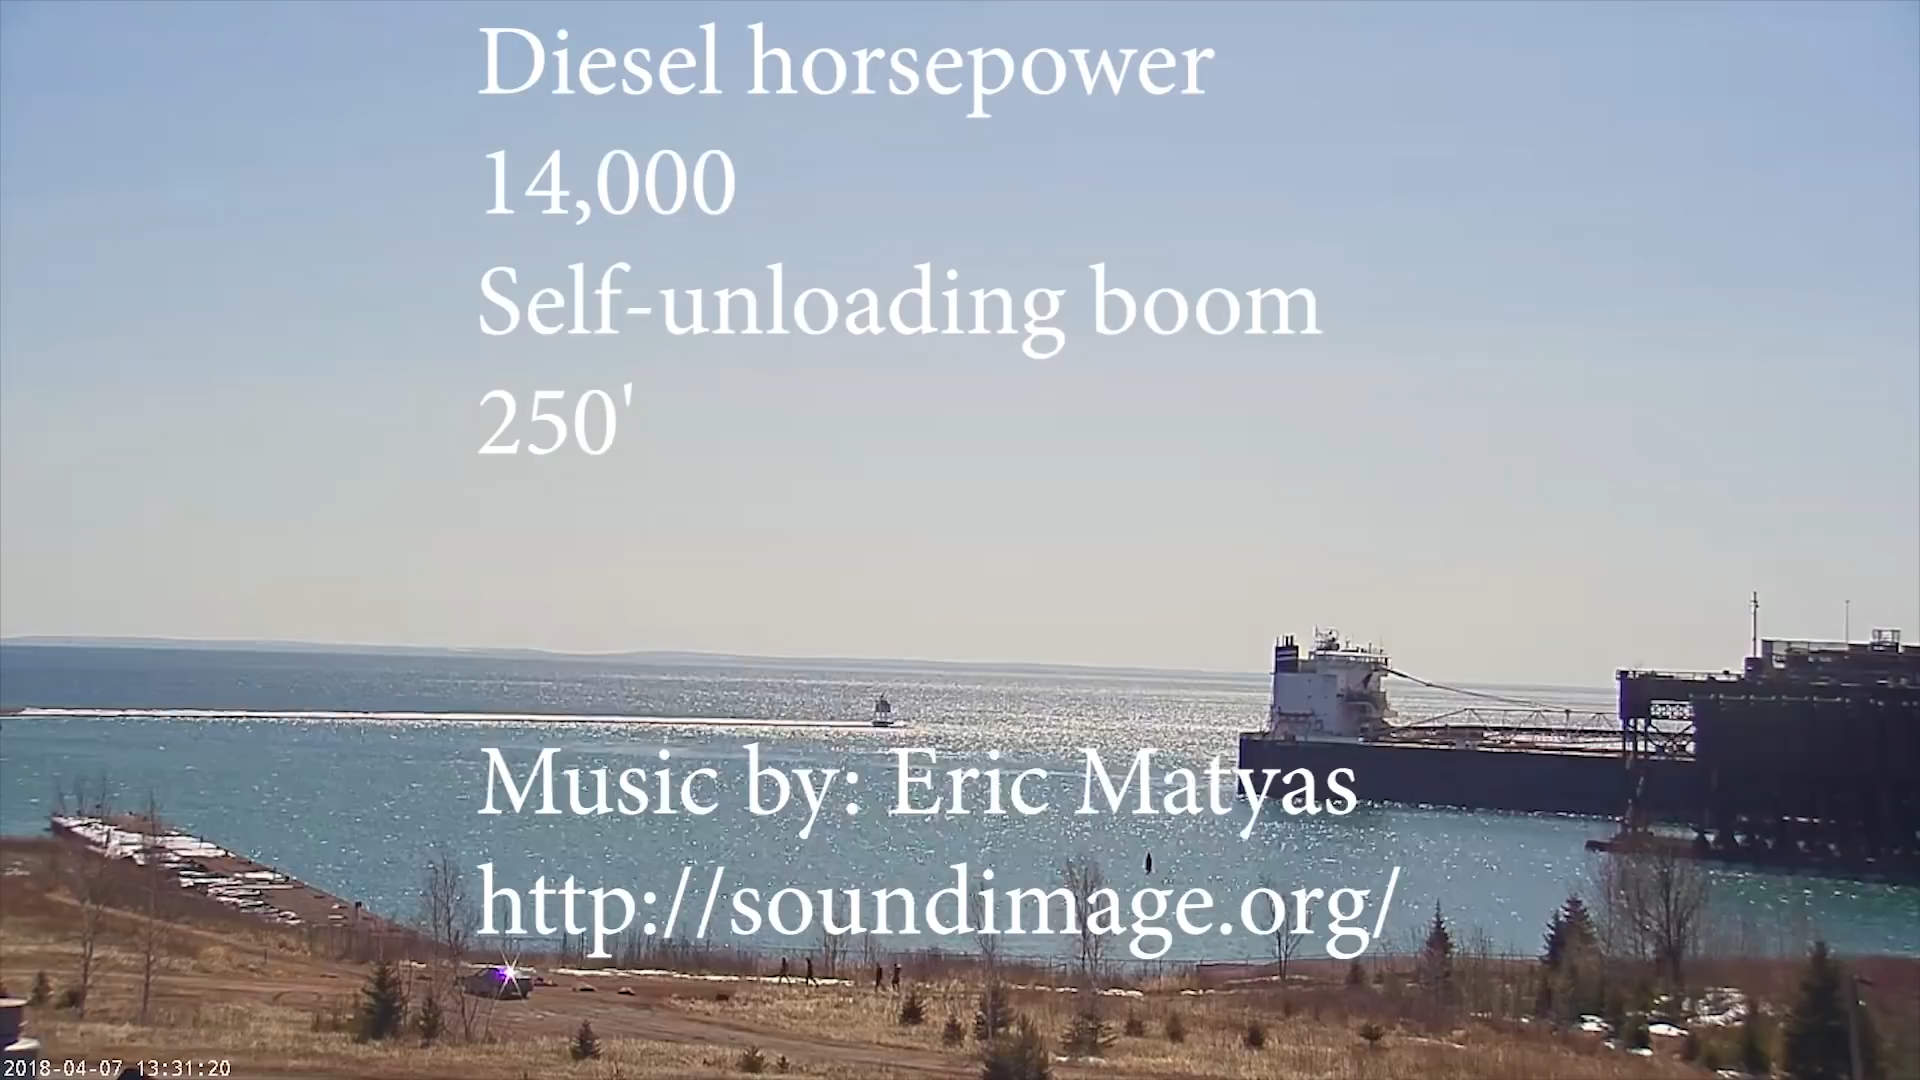 Diesel horsepower
14,000
Self-unloading boom
250'
Music by: Eric Matyas
http://soundimage.org/
2018-04-07 13:31:20